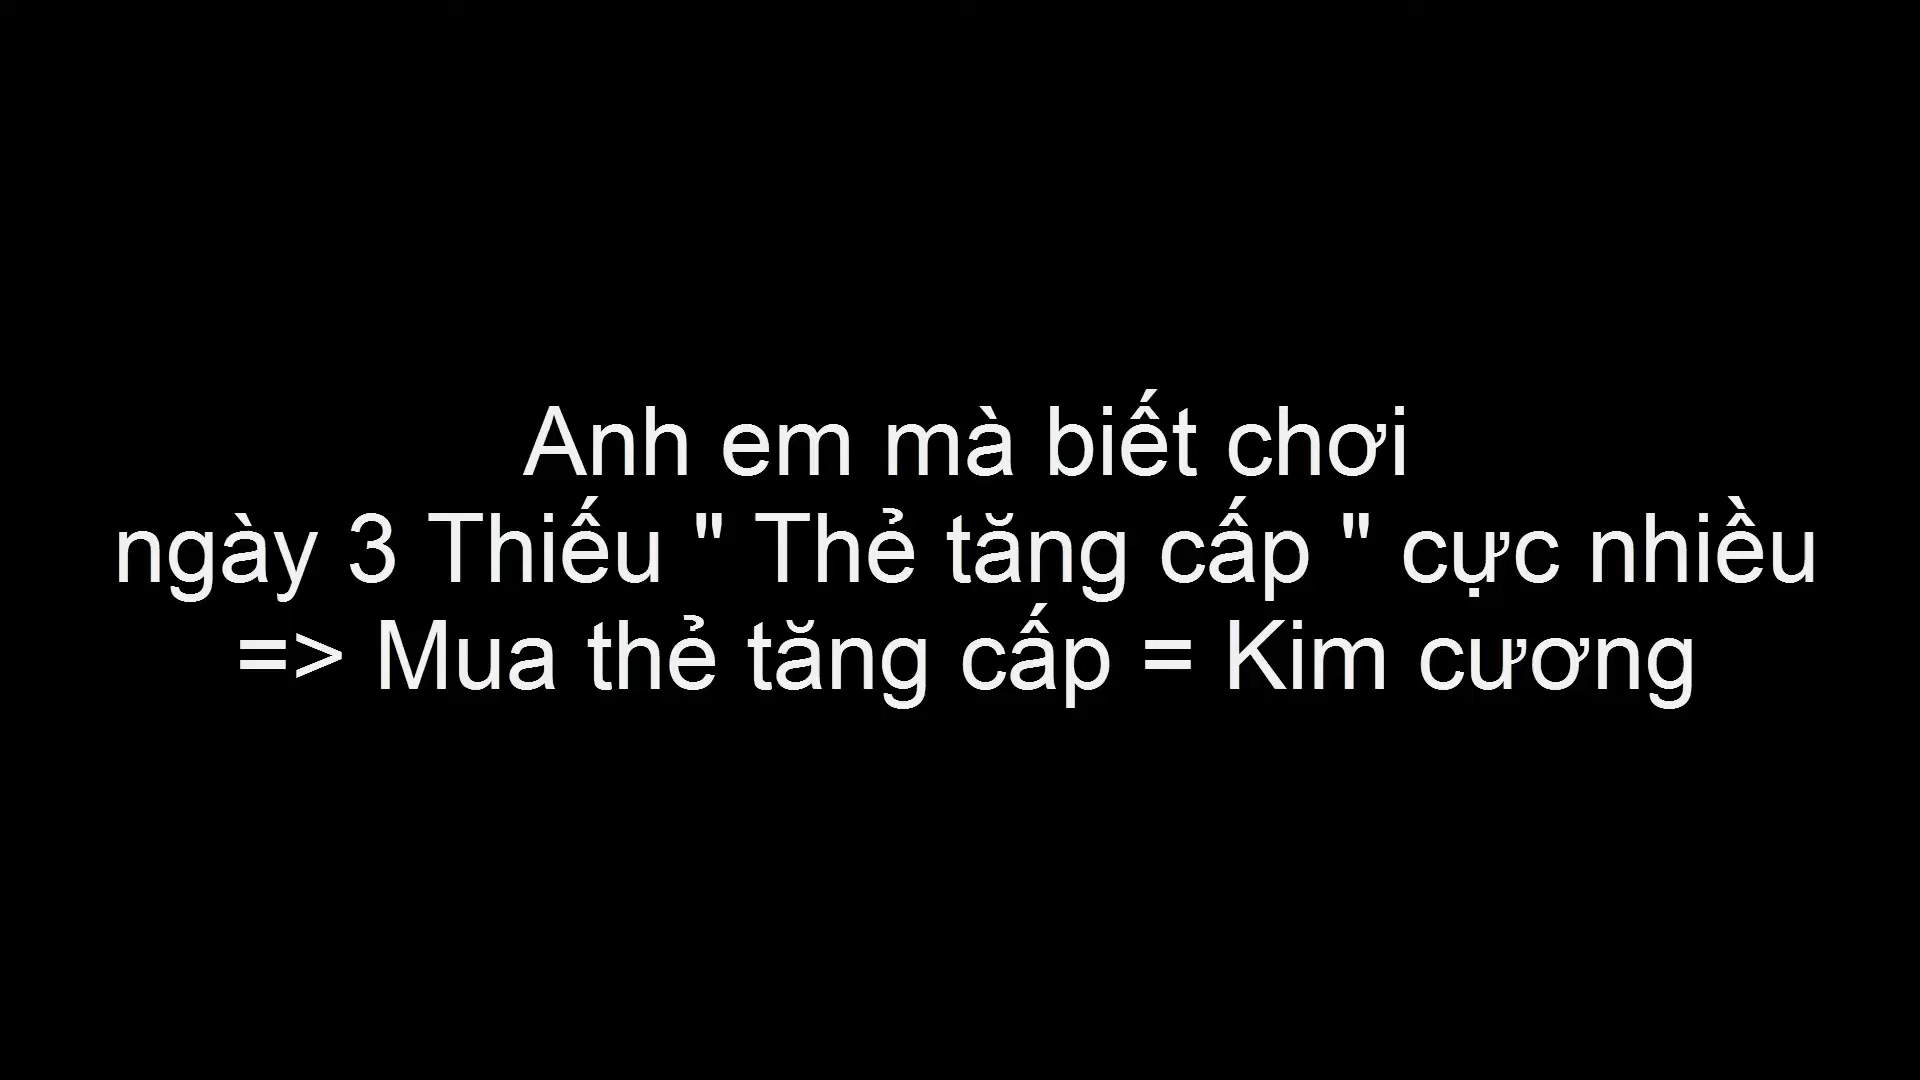 Anh em mà biết chơi
ngày 3 Thiếu " Thẻ tăng cấp " cực nhiều
=> Mua thẻ tăng cấp = Kim cương